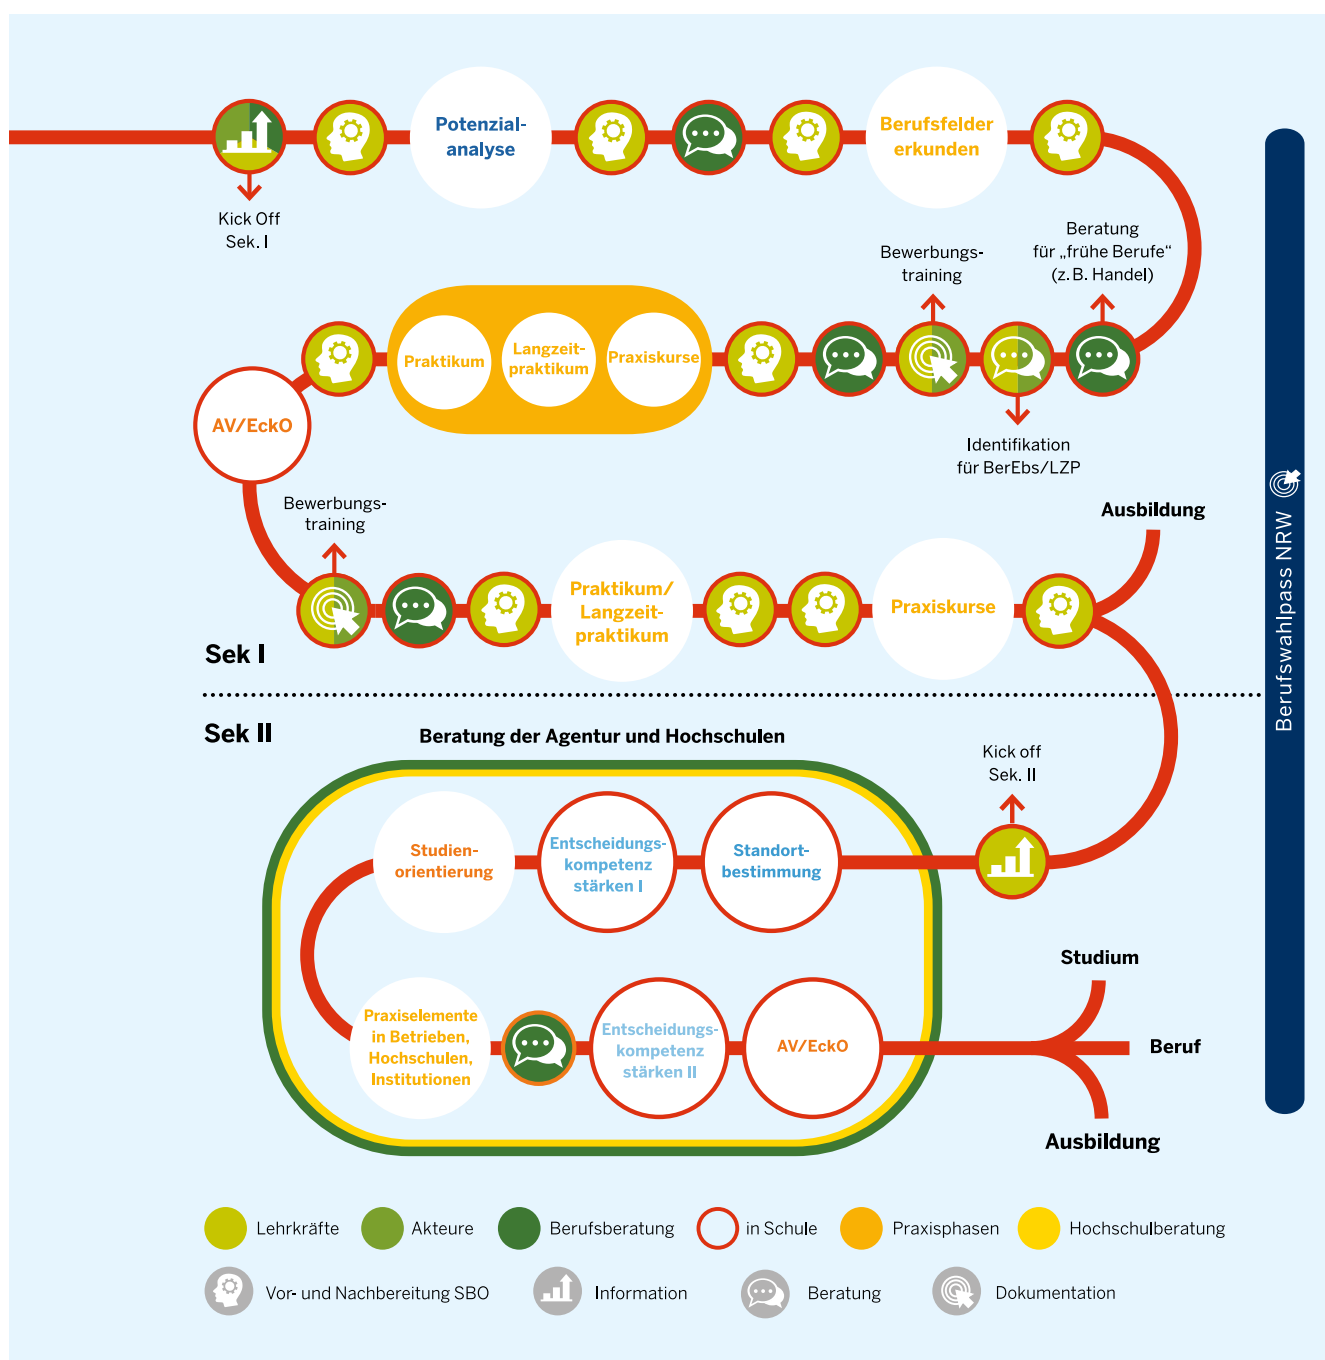 Potenzial-
analyse
Berufsfelder
erkunden
Kick Off
Sek. I
Beratung
für „frühe Berufe“
(z. B. Handel)
Bewerbungs-
training
Praktikum
Langzeit-
praktikum
Praxiskurse
AV/EckO
Identifikation
für BerEbs/LZP
Bewerbungs-
training
Ausbildung
Praktikum/
Langzeit-
praktikum
Praxiskurse
Sek I
Berufswahlpass NRW
Sek II
Beratung der Agentur und Hochschulen
Kick off
Sek. II
Studien-
orientierung
Entscheidungs-
kompetenz
stärken I
Standort-
bestimmung
Praxiselemente
in Betrieben,
Hochschulen,
Institutionen
Entscheidungs-
kompetenz
stärken II
AV/EckO
Studium
Beruf
Ausbildung
Lehrkräfte
Akteure
Berufsberatung
in Schule
Praxisphasen
Hochschulberatung
Vor- und Nachbereitung SBO
Information
Beratung
Dokumentation